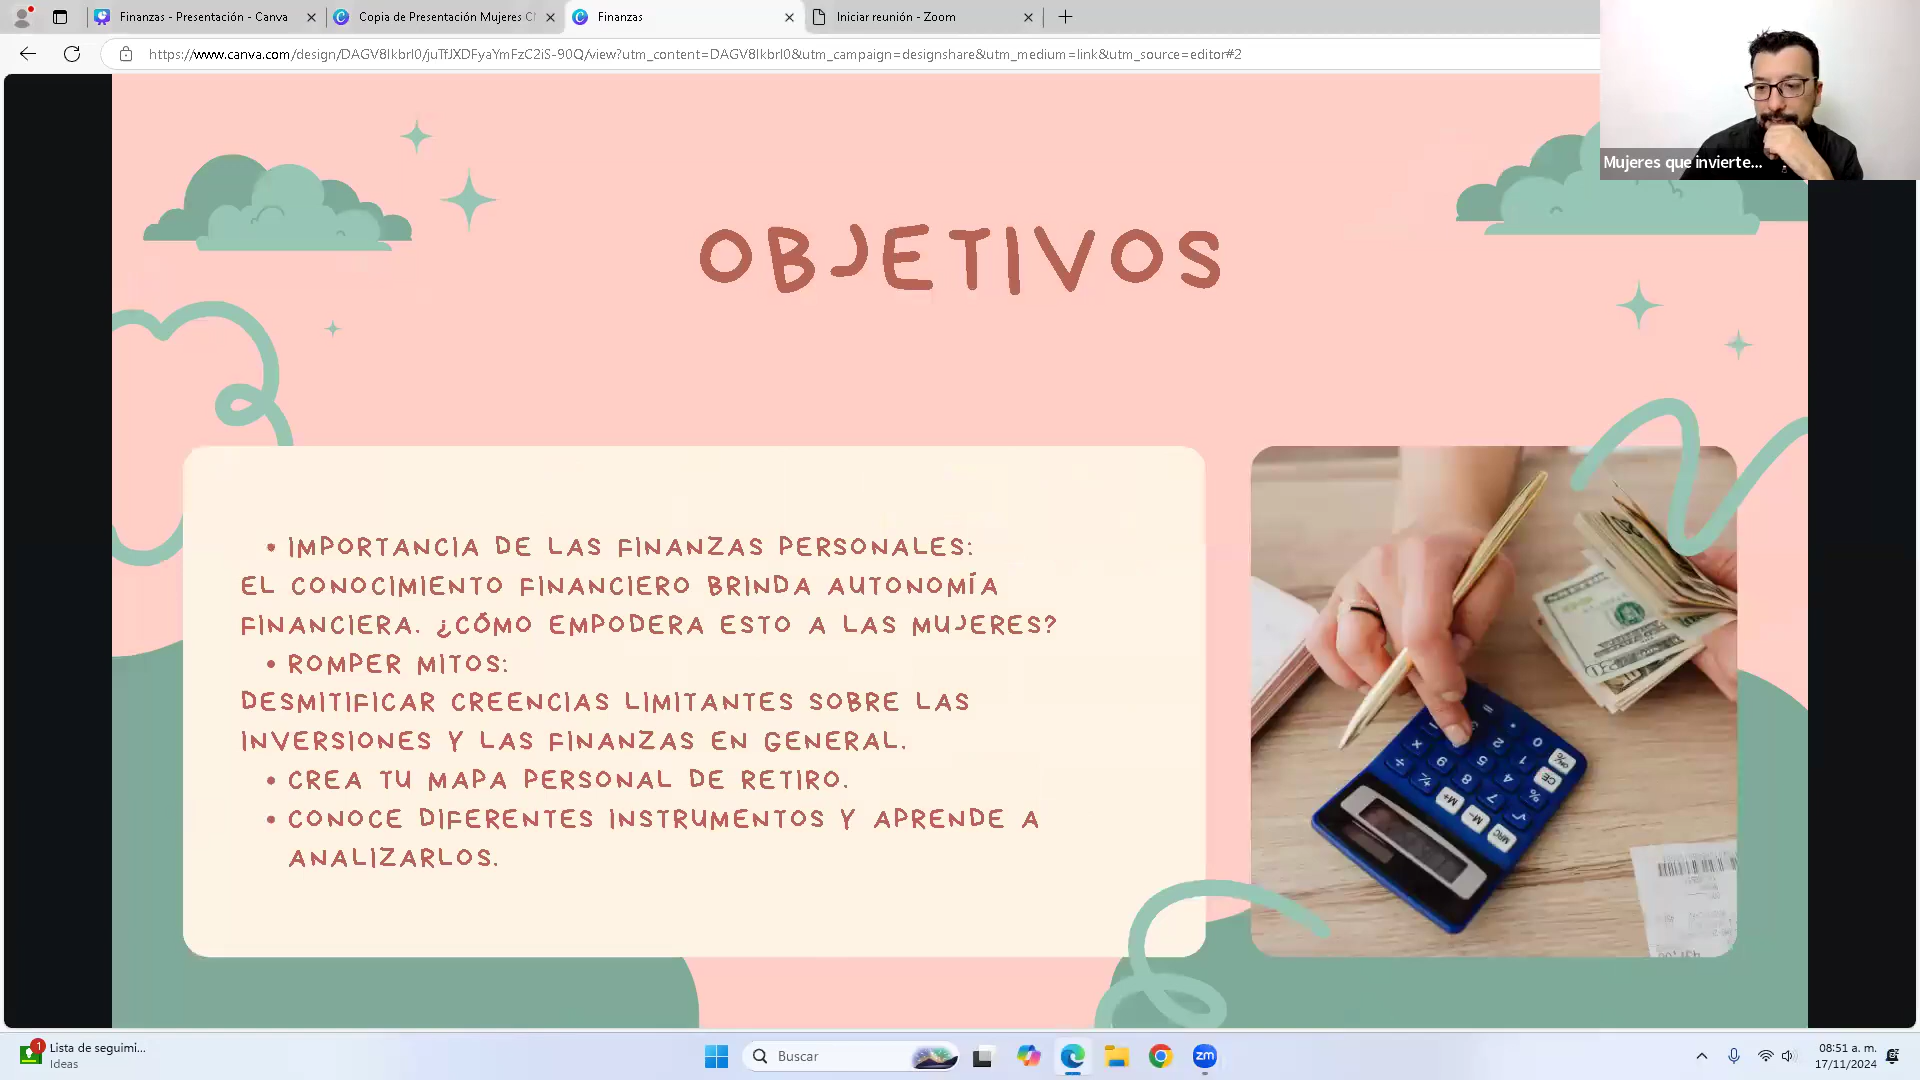 Finanzas - Presentación - Canva
Copia de Presentación Mujeres
Finanzas
Iniciar reunión - Zoom
https://www.canva.com/design/DAGV8lkbrl0/juTfJXDFyaYmFzC2iS-90Q/view?utm_content=DAGV8lkbrl0&utm_campaign=designshare&utm_medium=link&utm_source=editor#2
Mujeres que invierte...
OBJETIVOS
• IMPORTANCIA DE LAS FINANZAS PERSONALES:
EL CONOCIMIENTO FINANCIERO BRINDA AUTONOMÍA
FINANCIERA. ¿CÓMO EMPODERA ESTO A LAS MUJERES?
• ROMPER MITOS:
DESMITIFICAR CREENCIAS LIMITANTES SOBRE LAS
INVERSIONES Y LAS FINANZAS EN GENERAL.
• CREA TU MAPA PERSONAL DE RETIRO.
• CONOCE DIFERENTES INSTRUMENTOS Y APRENDE A
ANALIZARLOS.
1
Lista de seguimi...
Ideas
Buscar
zm
08:51 a. m.
17/11/2024